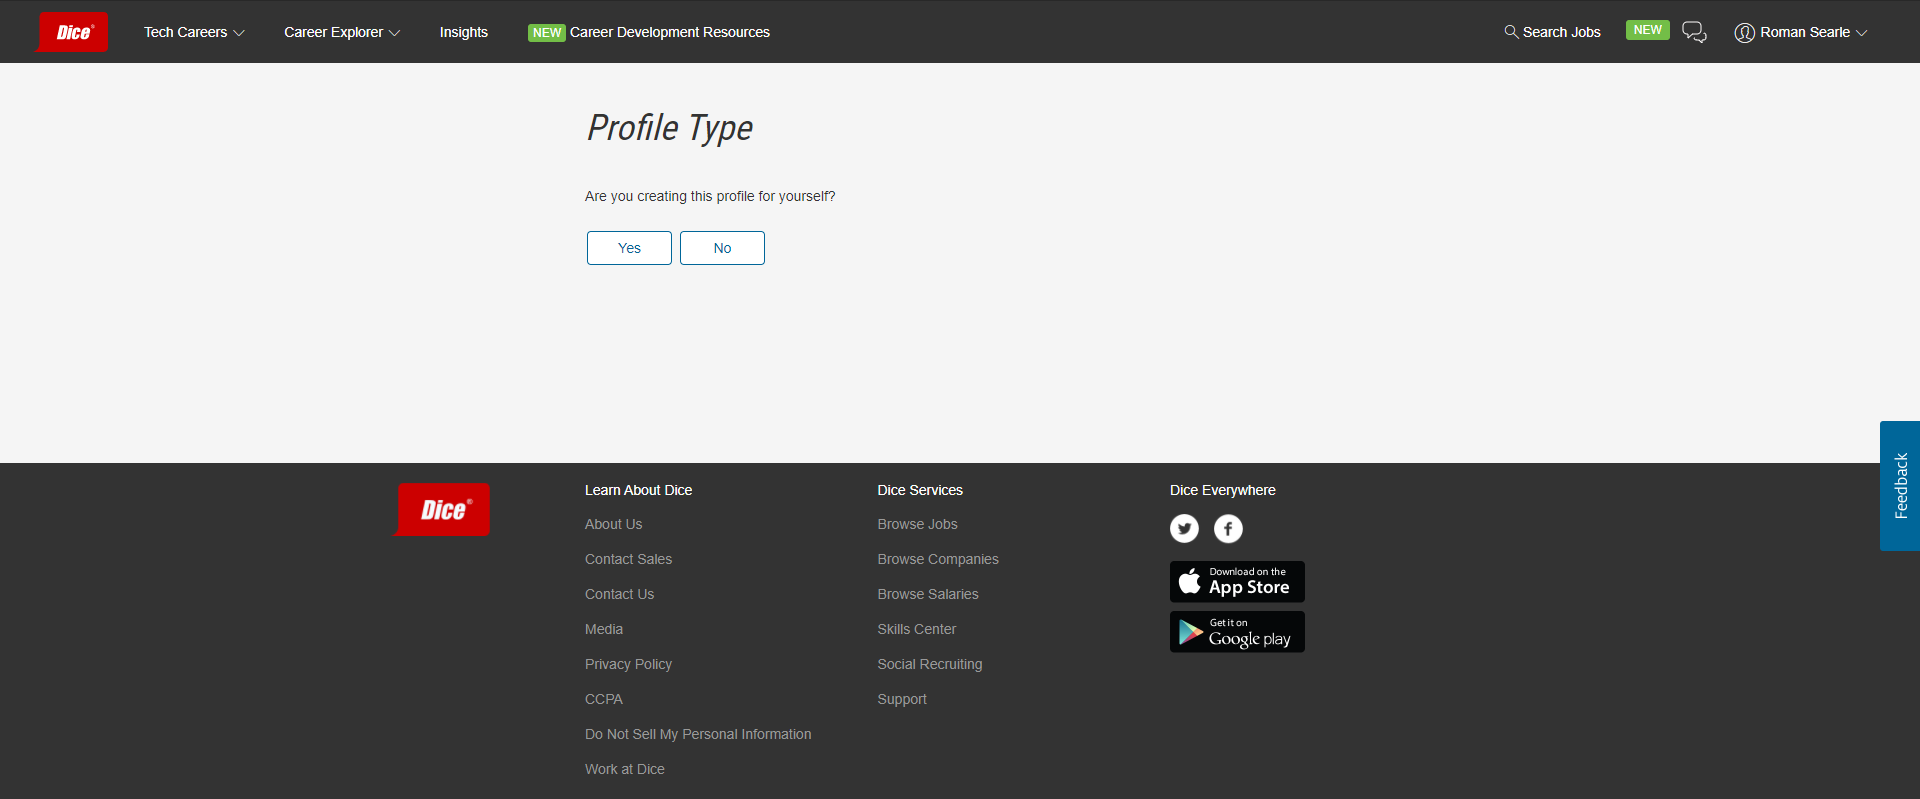 Dice®
Tech Careers
Career Explorer
Insights
NEW Career Development Resources
Search Jobs
NEW
Roman Searle
Profile Type
Are you creating this profile for yourself?
Yes
No
Feedback
Dice®
Learn About Dice
About Us
Contact Sales
Contact Us
Media
Privacy Policy
CCPA
Do Not Sell My Personal Information
Work at Dice
Dice Services
Browse Jobs
Browse Companies
Browse Salaries
Skills Center
Social Recruiting
Support
Dice Everywhere
Download on the
App Store
Get it on
Google play